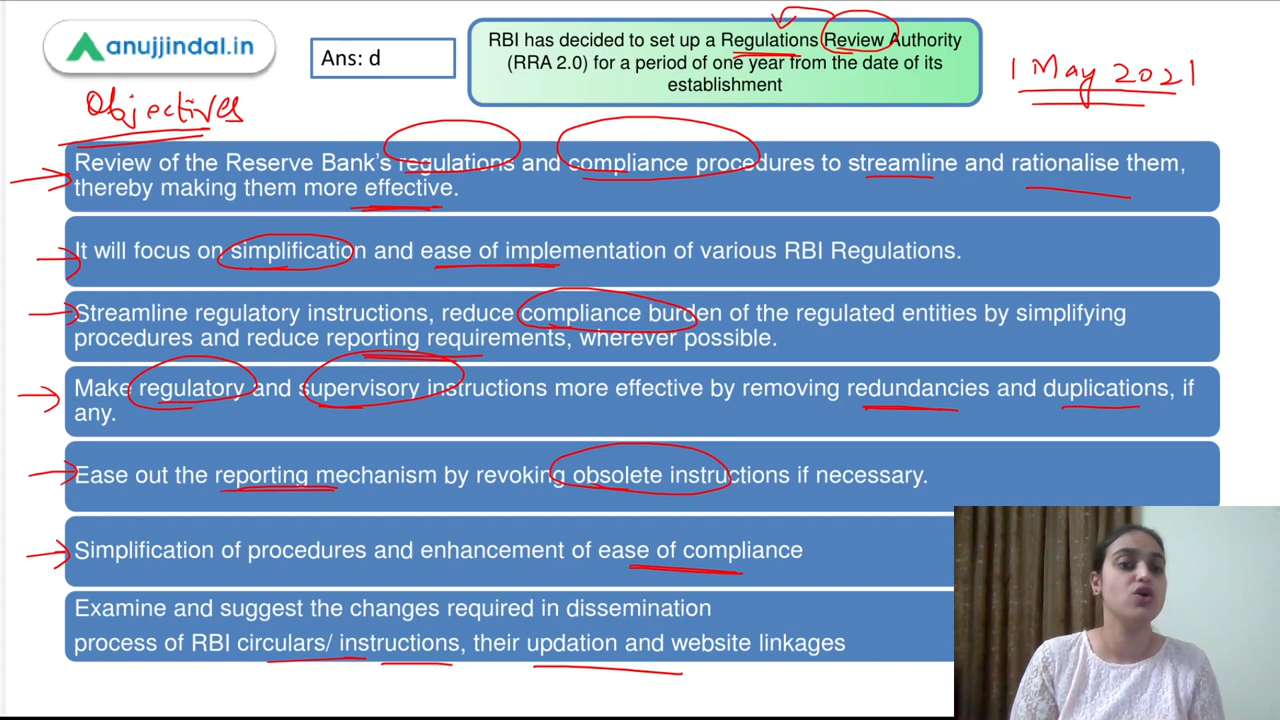 anujjindal.in
Ans: d
RBI has decided to set up a Regulations Review Authority
(RRA 2.0) for a period of one year from the date of its
establishment
1 May 2021
Objectives
Review of the Reserve Bank's regulations and compliance procedures to streamline and rationalise them,
thereby making them more effective.
It will focus on simplification and ease of implementation of various RBI Regulations.
Streamline regulatory instructions, reduce compliance burden of the regulated entities by simplifying
procedures and reduce reporting requirements, wherever possible.
Make regulatory and supervisory instructions more effective by removing redundancies and duplications, if
any.
Ease out the reporting mechanism by revoking obsolete instructions if necessary.
Simplification of procedures and enhancement of ease of compliance
Examine and suggest the changes required in dissemination
process of RBI circulars/ instructions, their updation and website linkages